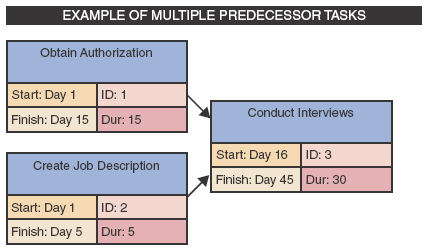 EXAMPLE OF MULTIPLE PREDECESSOR TASKS
Obtain Authorization
Start: Day 1 ID: 1
Finish: Day 15 Dur: 15
Create Job Description
Start: Day 1 ID: 2
Finish: Day 5 Dur: 5
Conduct Interviews
Start: Day 16 ID: 3
Finish: Day 45 Dur: 30